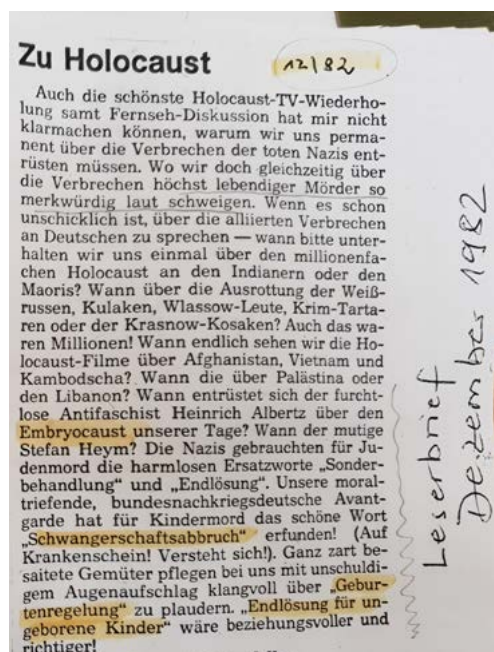 Zu Holocaust
12/82
Auch die schönste Holocaust-TV-Wiederho-
lung samt Fernseh-Diskussion hat mir nicht
klarmachen können, warum wir uns perma-
nent über die Verbrechen der toten Nazis ent-
rüsten müssen. Wo wir doch gleichzeitig über
die Verbrechen höchst lebendiger Mörder so
merkwürdig laut schweigen. Wenn es schon
unschicklich ist, über die alliierten Verbrechen
an Deutschen zu sprechen — wann bitte unter-
halten wir uns einmal über den millionenfa-
chen Holocaust an den Indianern oder den
Maoris? Wann über die Ausrottung der Weiß-
russen, Kulaken, Wlassow-Leute, Krim-Tarta-
ren oder der Krasnow-Kosaken? Auch das wa-
ren Millionen! Wann endlich sehen wir die Ho-
locaust-Filme über Afghanistan, Vietnam und
Kambodscha? Wann die über Palästina oder
den Libanon? Wann entrüstet sich der furcht-
lose Antifaschist Heinrich Albertz über den
Embryocaust unserer Tage? Wann der mutige
Stefan Heym? Die Nazis gebrauchten für Ju-
denmord die harmlosen Ersatzworte „Sonder-
behandlung“ und „Endlösung“. Unsere moral-
triefende, bundesnachkriegsdeutsche Avant-
garde hat für Kindermord das schöne Wort
„Schwangerschaftsabbruch“ erfunden! (Auf
Krankenschein! Versteht sich!). Ganz zart be-
saitete Gemüter pflegen bei uns mit unschuldi-
gem Augenaufschlag klangvoll über „Gebur-
tenregelung“ zu plaudern. „Endlösung für un-
geborene Kinder“ wäre beziehungsvoller und
richtiger!
Leserbrief
Dezember 1982